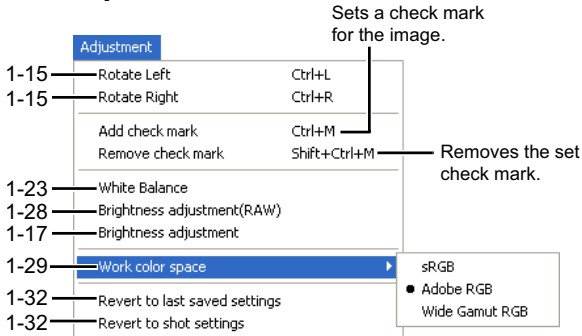 Sets a check mark
for the image.
Adjustment
1-15 Rotate Left Ctrl+L
1-15 Rotate Right Ctrl+R
Add check mark Ctrl+M
Remove check mark Shift+Ctrl+M
Removes the set
check mark.
1-23 White Balance
1-28 Brightness adjustment(RAW)
1-17 Brightness adjustment
1-29 Work color space
sRGB
Adobe RGB
Wide Gamut RGB
1-32 Revert to last saved settings
1-32 Revert to shot settings